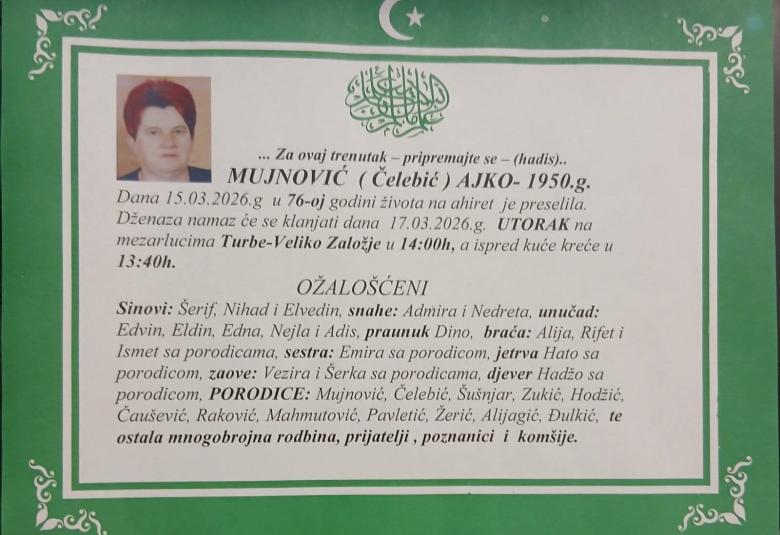 ... Za ovaj trenutak – pripremajte se – (hadis)..
MUJNOVIĆ ( Čelebić ) AJKO- 1950.g.
Dana 15.03.2026.g u 76-oj godini života na ahiret je preselila.
Dženaza namaz će se klanjati dana 17.03.2026.g. UTORAK na
mezarlucima Turbe-Veliko Založje u 14:00h, a ispred kuće kreće u
13:40h.
OŽALOŠĆENI
Sinovi: Šerif, Nihad i Elvedin, snahe: Admira i Nedreta, unučad:
Edvin, Eldin, Edna, Nejla i Adis, praunuk Dino, braća: Alija, Rifet i
Ismet sa porodicama, sestra: Emira sa porodicom, jetrva Hato sa
porodicom, zaove: Vezira i Šerka sa porodicama, djever Hadžo sa
porodicom, PORODICE: Mujnović, Čelebić, Šušnjar, Zukić, Hodžić,
Čaušević, Raković, Mahmutović, Pavletić, Žerić, Alijagić, Đulkić, te
ostala mnogobrojna rodbina, prijatelji , poznanici i komšije.